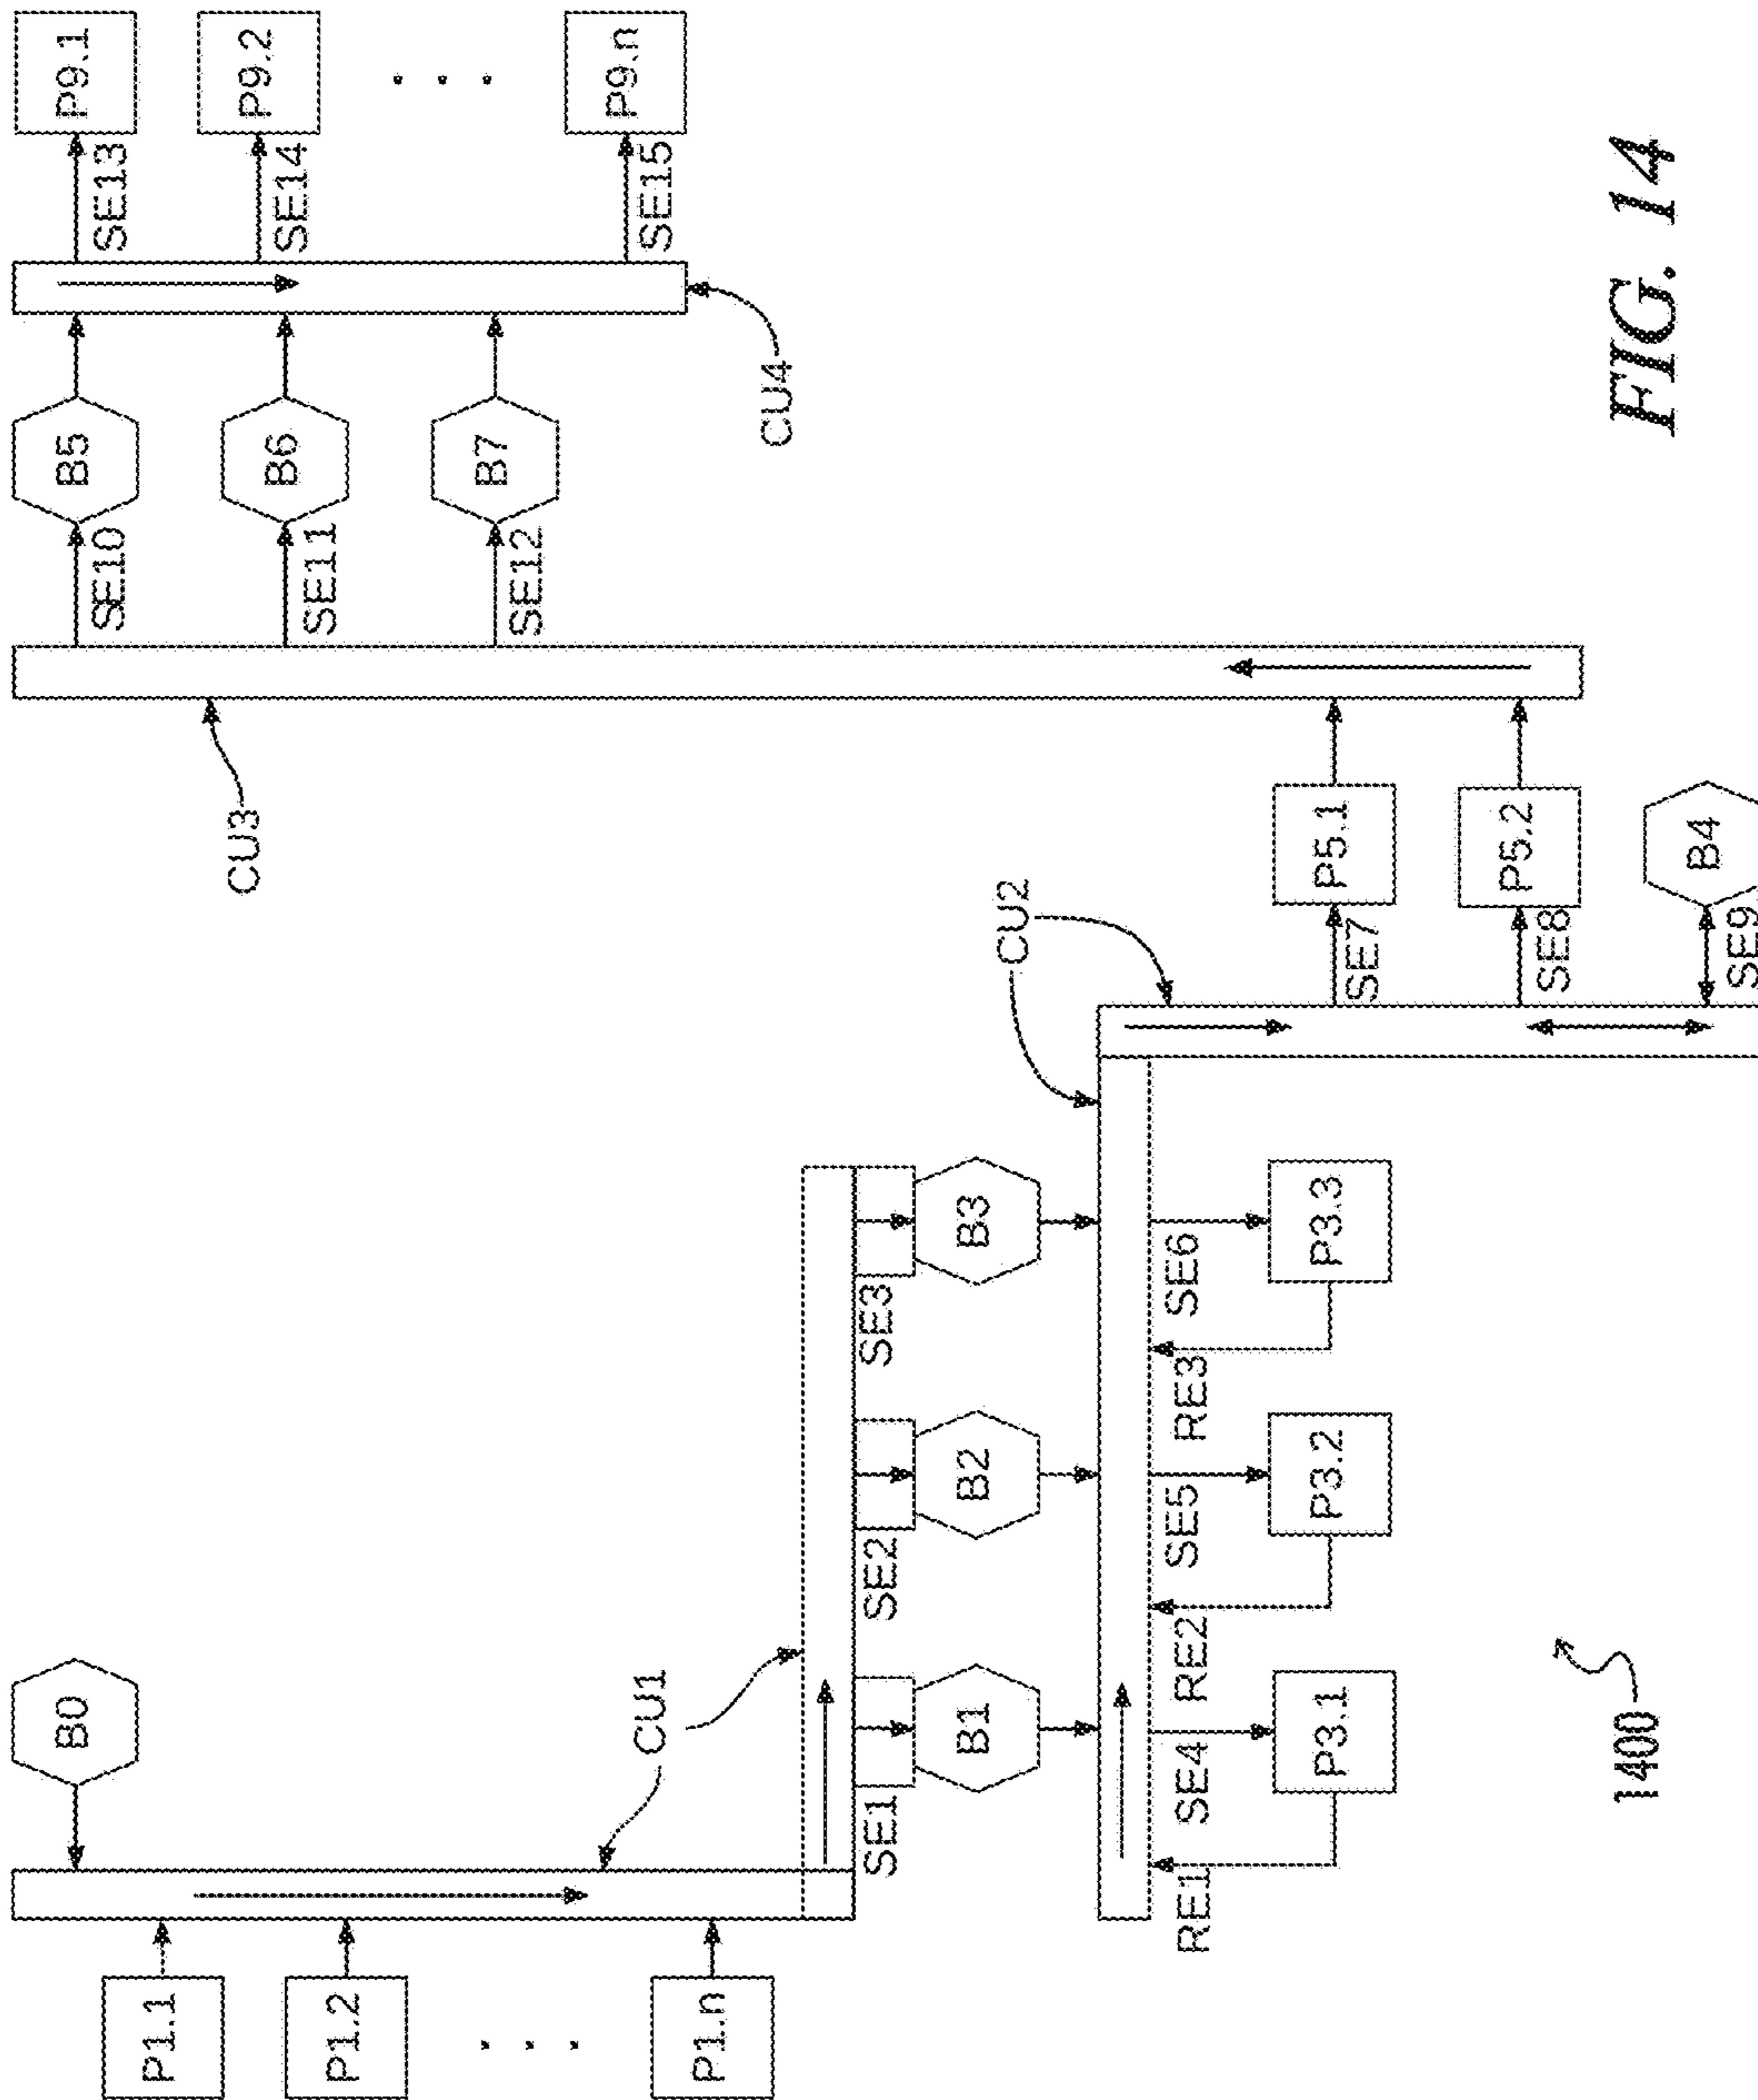 P1.1
P1.2
. . .
P1.n
B0
CU1
SE1
SE2
SE3
B1
B2
B3
RE1
SE4
RE2
SE5
RE3
SE6
P3.1
P3.2
P3.3
CU2
SE7
SE8
SE9
P5.1
P5.2
B4
CU3
SE10
SE11
SE12
B5
B6
B7
CU4
SE13
SE14
SE15
P9.1
P9.2
. . .
P9.n
1400
FIG. 14